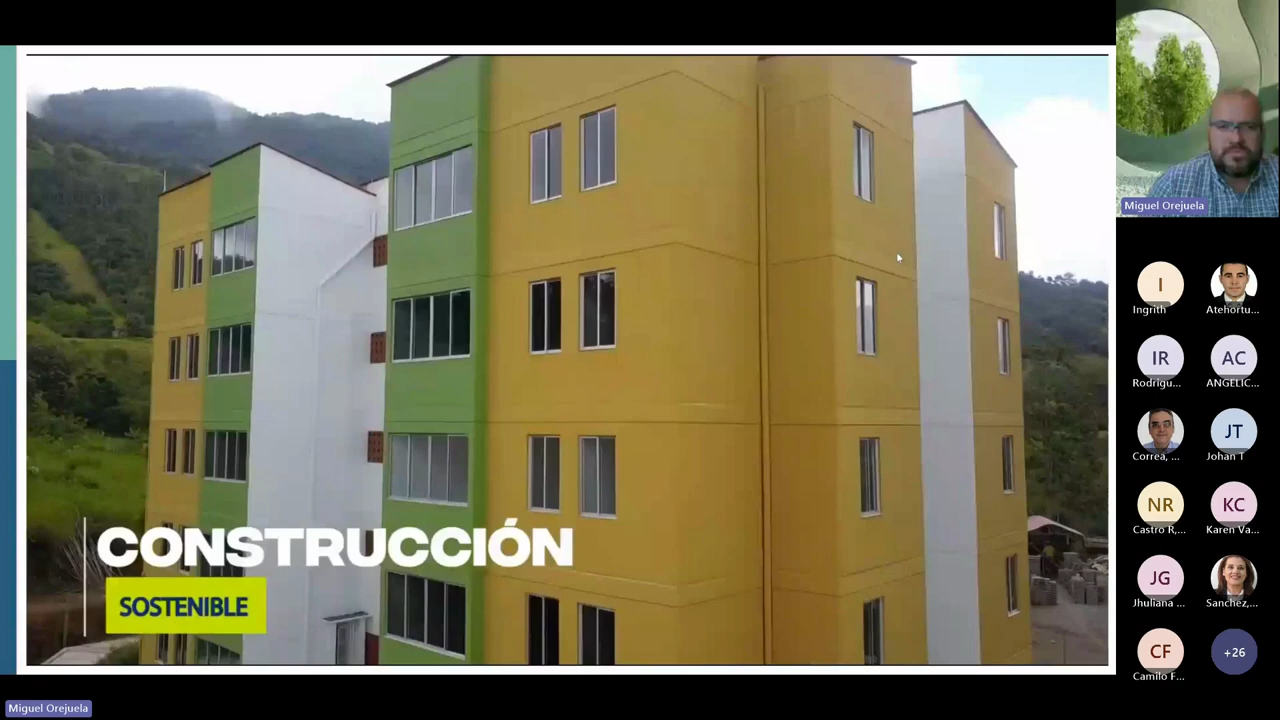 CONSTRUCCIÓN
SOSTENIBLE
Miguel Orejuela
I
Ingrith
Atehortu...
IR
Rodrigu...
AC
ANGELIC...
Correa, ...
JT
Johan T
NR
Castro R,...
KC
Karen Va...
JG
Jhuliana ...
Sanchez,...
CF
Camilo F...
+26
Miguel Orejuela